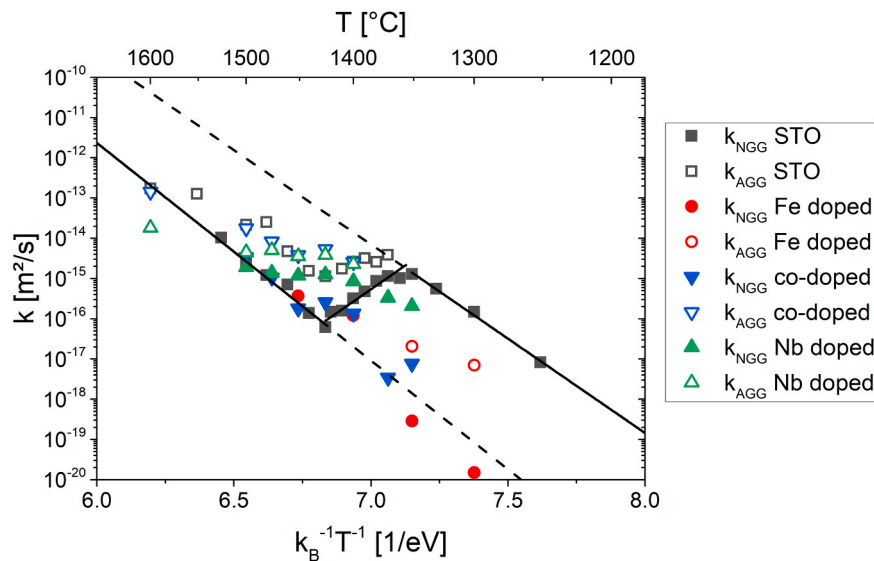 T [°C]
1600 1500 1400 1300 1200
10⁻¹⁰
10⁻¹¹
10⁻¹²
10⁻¹³
10⁻¹⁴
10⁻¹⁵
10⁻¹⁶
10⁻¹⁷
10⁻¹⁸
10⁻¹⁹
10⁻²⁰
k [m²/s]
6.0 6.5 7.0 7.5 8.0
k_B⁻¹T⁻¹ [1/eV]
k_NGG STO
k_AGG STO
k_NGG Fe doped
k_AGG Fe doped
k_NGG co-doped
k_AGG co-doped
k_NGG Nb doped
k_AGG Nb doped